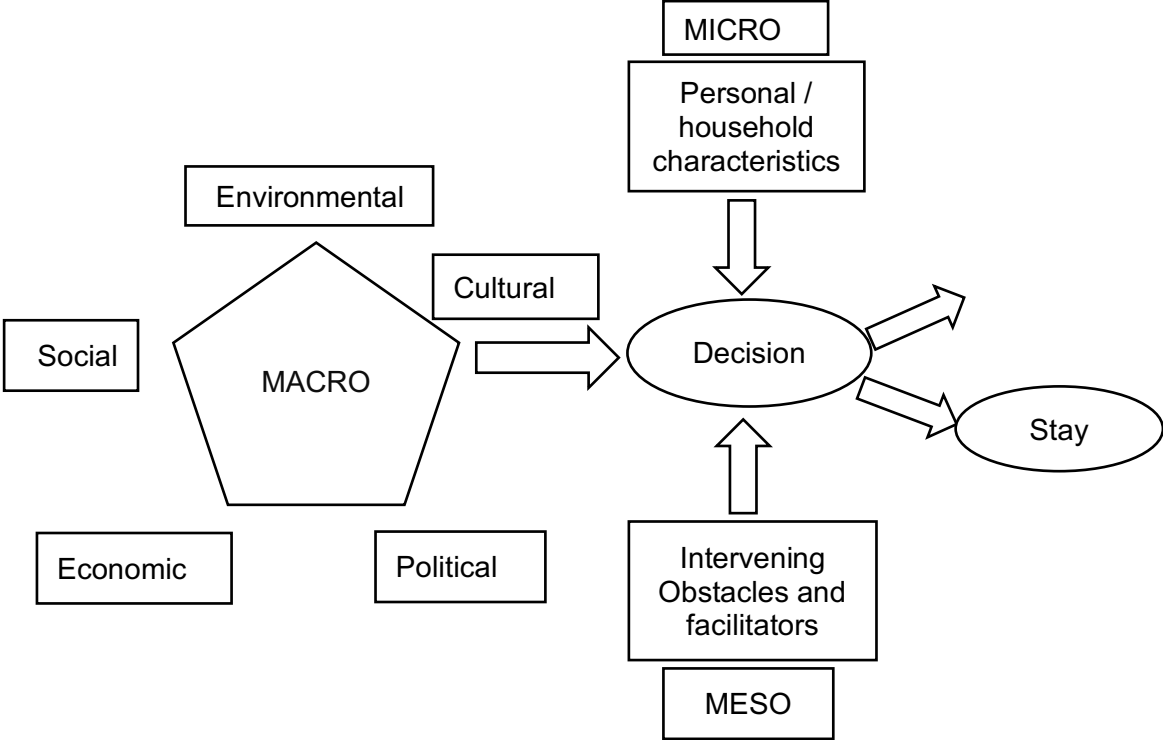 MICRO
Personal /
household
characteristics
Environmental
Cultural
Social
MACRO
Decision
Stay
Economic
Political
Intervening
Obstacles and
facilitators
MESO